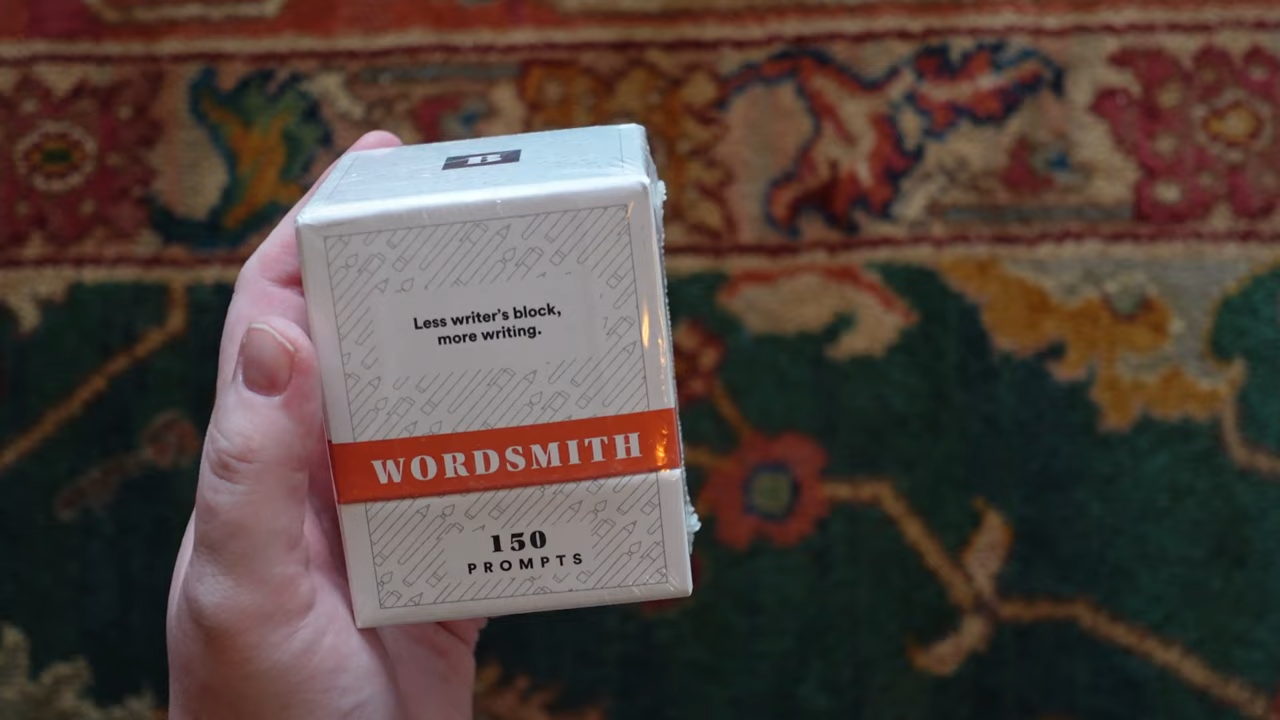 B
Less writer's block,
more writing.
WORDSMITH
150
PROMPTS